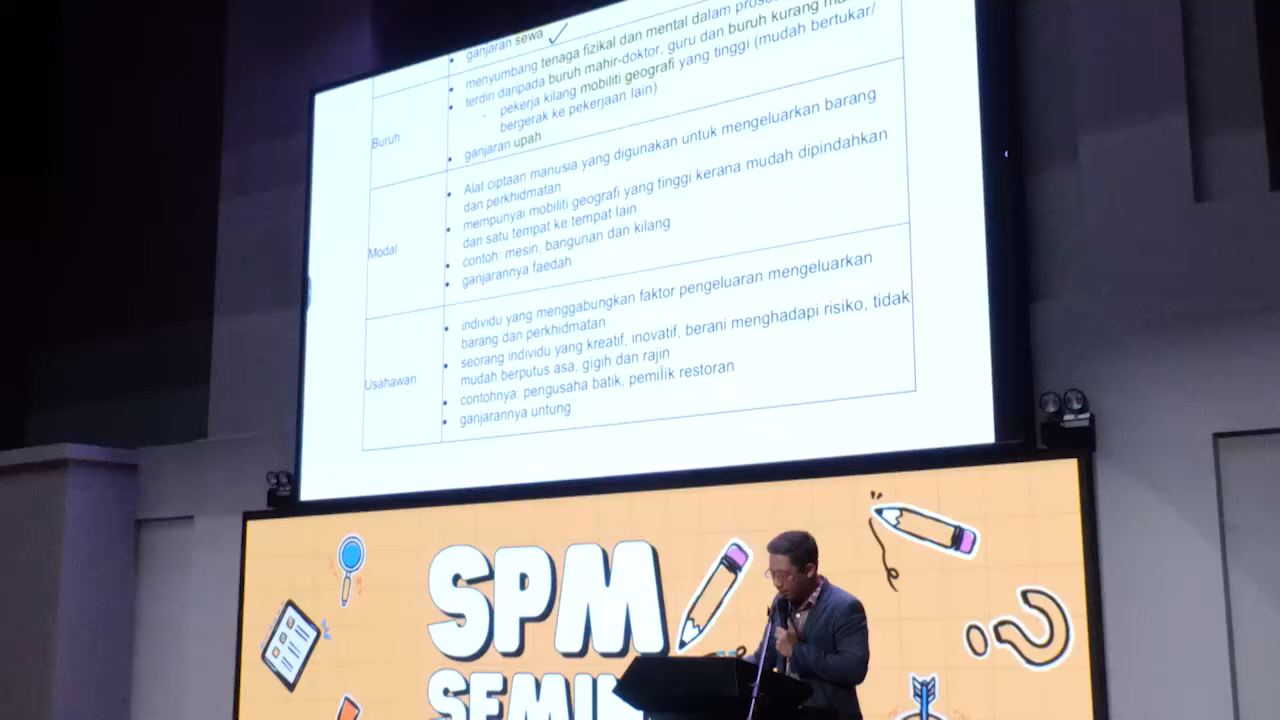 ganjaran sewa
menyumbang tenaga fizikal dan mental dalam
terdiri daripada buruh mahir-doktor, guru dan buruh kurang
pekerja kilang mobiliti geografi yang tinggi (mudah bertukar/
bergerak ke pekerjaan lain)
Buruh
ganjaran upah
Alat ciptaan manusia yang digunakan untuk mengeluarkan barang
dan perkhidmatan
mempunyai mobiliti geografi yang tinggi kerana mudah dipindahkan
dari satu tempat ke tempat lain.
Modal
contoh: mesin, bangunan dan kilang
ganjarannya faedah
individu yang menggabungkan faktor pengeluaran mengeluarkan
barang dan perkhidmatan
seorang individu yang kreatif, inovatif, berani menghadapi risiko, tidak
mudah berputus asa, gigih dan rajin
Usahawan
contohnya: pengusaha batik, pemilik restoran
ganjarannya untung
SPM
SEMIN